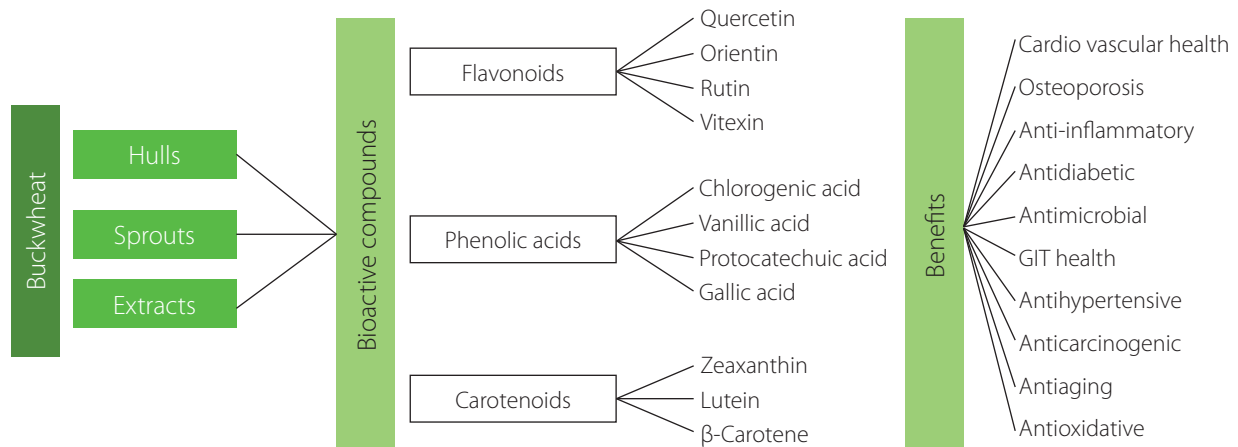 Buckwheat
Hulls
Sprouts
Extracts
Bioactive compounds
Flavonoids
Quercetin
Orientin
Rutin
Vitexin
Phenolic acids
Chlorogenic acid
Vanillic acid
Protocatechuic acid
Gallic acid
Carotenoids
Zeaxanthin
Lutein
β-Carotene
Benefits
Cardio vascular health
Osteoporosis
Anti-inflammatory
Antidiabetic
Antimicrobial
GIT health
Antihypertensive
Anticarcinogenic
Antiaging
Antioxidative